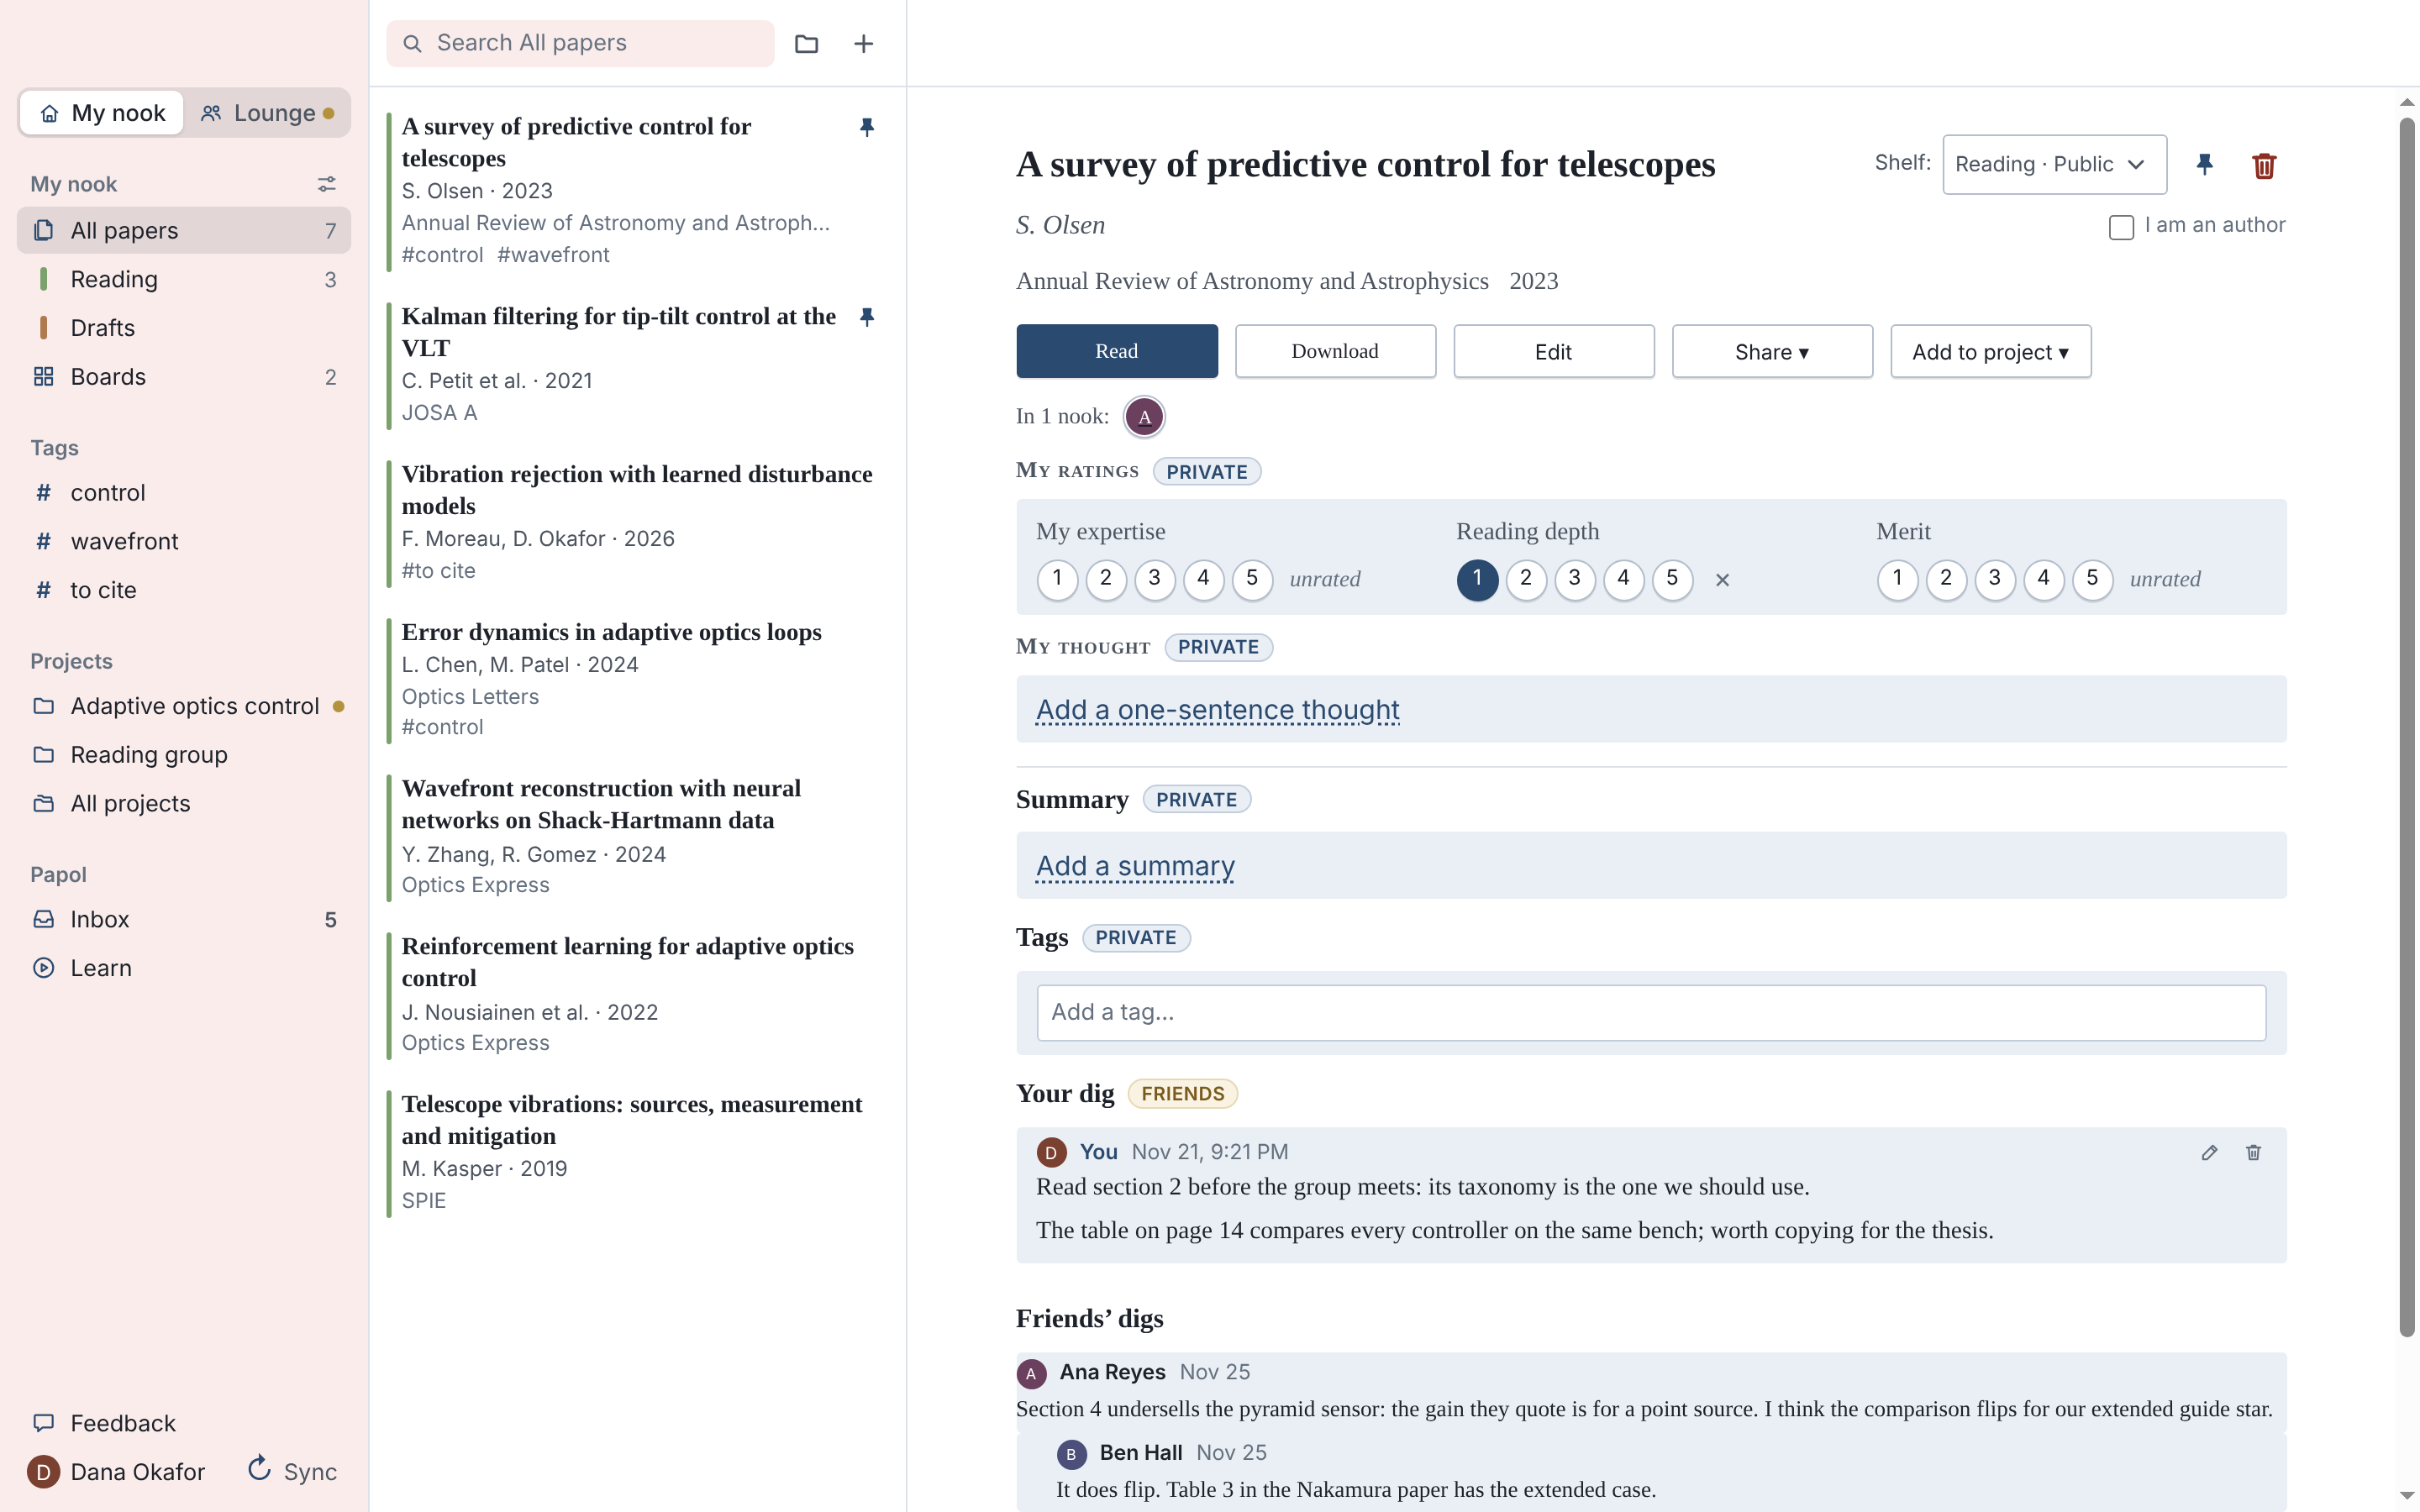 My nook
Lounge
My nook
All papers 7
Reading 3
Drafts
Boards 2
Tags
# control
# wavefront
# to cite
Projects
Adaptive optics control
Reading group
All projects
Papol
Inbox 5
Learn
Feedback
D Dana Okafor Sync
Search All papers
A survey of predictive control for
telescopes
S. Olsen · 2023
Annual Review of Astronomy and Astroph...
#control #wavefront
Kalman filtering for tip-tilt control at the
VLT
C. Petit et al. · 2021
JOSA A
Vibration rejection with learned disturbance
models
F. Moreau, D. Okafor · 2026
#to cite
Error dynamics in adaptive optics loops
L. Chen, M. Patel · 2024
Optics Letters
#control
Wavefront reconstruction with neural
networks on Shack-Hartmann data
Y. Zhang, R. Gomez · 2024
Optics Express
Reinforcement learning for adaptive optics
control
J. Nousiainen et al. · 2022
Optics Express
Telescope vibrations: sources, measurement
and mitigation
M. Kasper · 2019
SPIE
A survey of predictive control for telescopes
Shelf: Reading · Public
S. Olsen
I am an author
Annual Review of Astronomy and Astrophysics 2023
Read Download Edit Share ▾ Add to project ▾
In 1 nook: A
My ratings PRIVATE
My expertise Reading depth Merit
1 2 3 4 5 unrated 1 2 3 4 5 × 1 2 3 4 5 unrated
My thought PRIVATE
Add a one-sentence thought
Summary PRIVATE
Add a summary
Tags PRIVATE
Add a tag...
Your dig FRIENDS
D You Nov 21, 9:21 PM
Read section 2 before the group meets: its taxonomy is the one we should use.
The table on page 14 compares every controller on the same bench; worth copying for the thesis.
Friends’ digs
A Ana Reyes Nov 25
Section 4 undersells the pyramid sensor: the gain they quote is for a point source. I think the comparison flips for our extended guide star.
B Ben Hall Nov 25
It does flip. Table 3 in the Nakamura paper has the extended case.